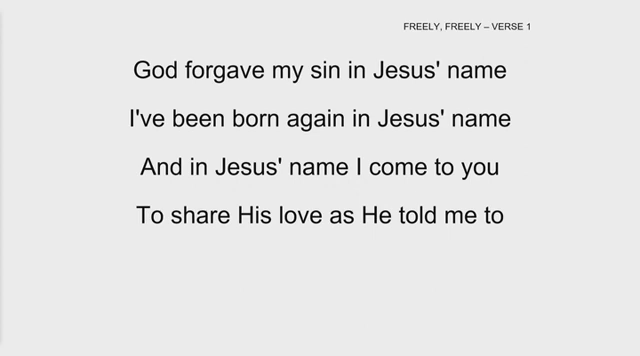 FREELY, FREELY – VERSE 1
God forgave my sin in Jesus' name
I've been born again in Jesus' name
And in Jesus' name I come to you
To share His love as He told me to